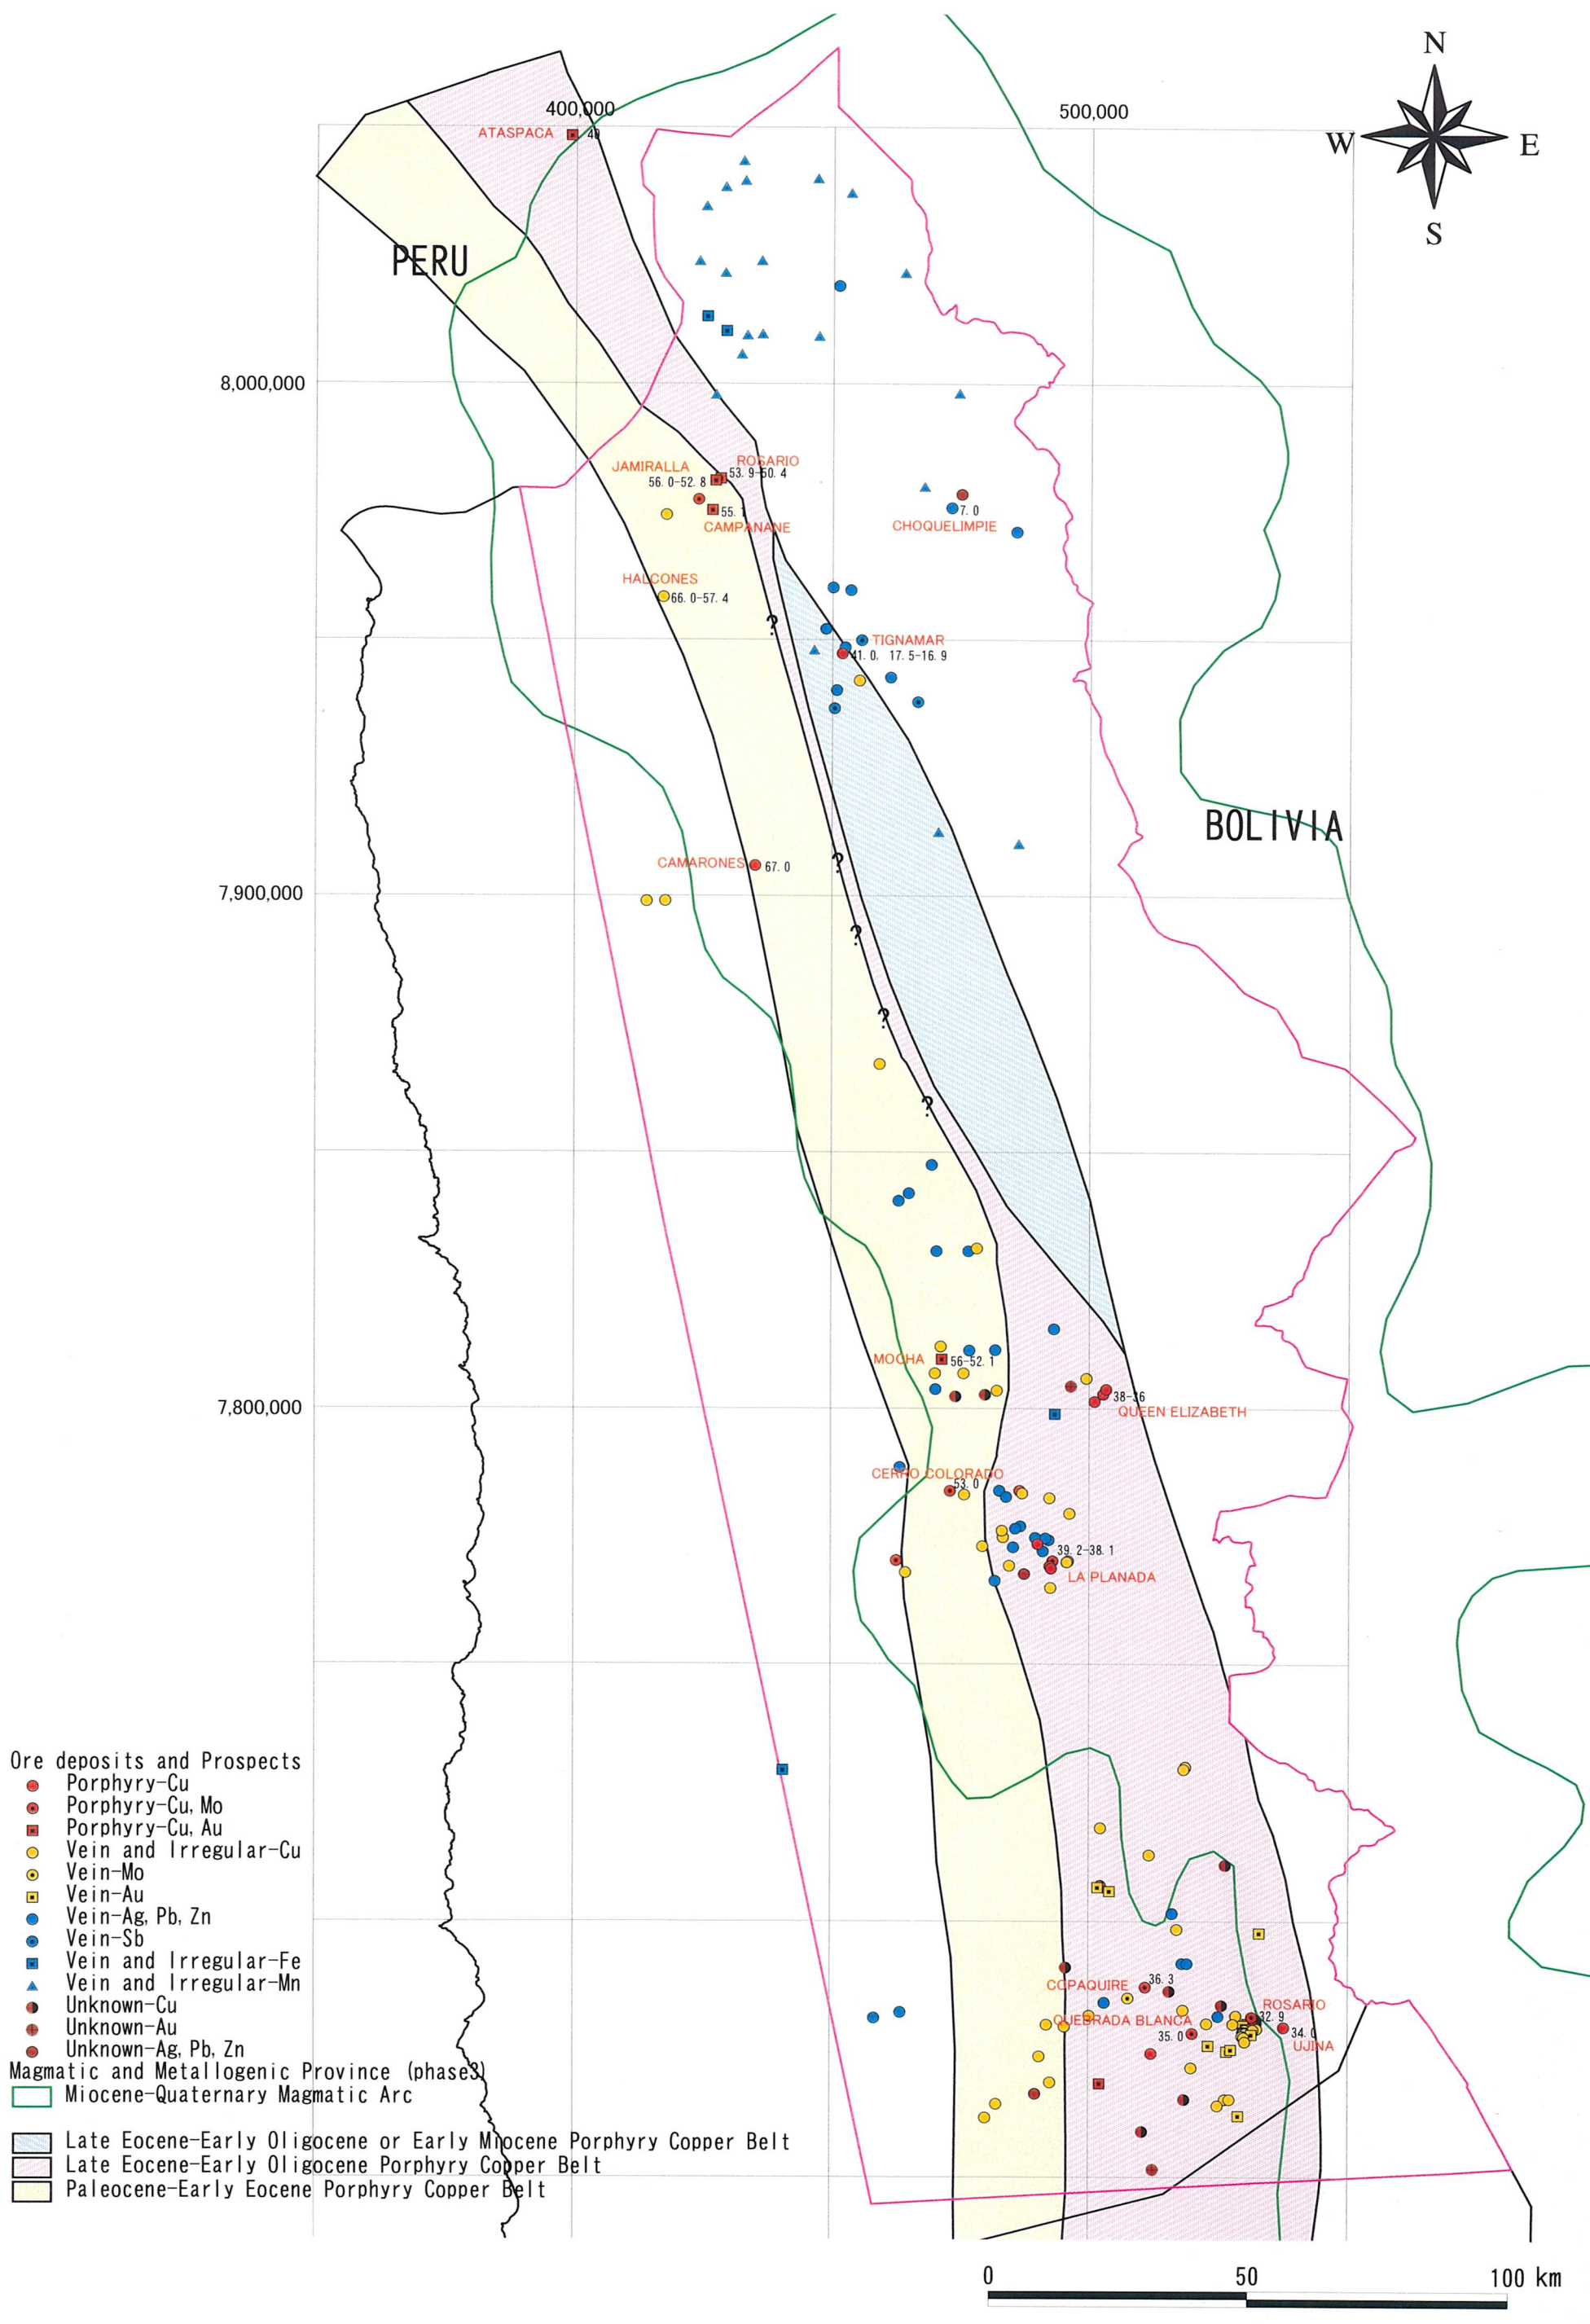 N
400,000
500,000
ATASPACA
49
W
E
S
PERU
8,000,000
ROSARIO
JAMIRALLA
53.9-50.4
56.0-52.8
55.1
7.0
CAMPANANE
CHOQUELIMPIE
HALCONES
66.0-57.4
?
TIGNAMAR
41.0, 17.5-16.9
BOLIVIA
CAMARONES
67.0
?
7,900,000
?
?
?
MOCHA
56-52.1
38-36
7,800,000
QUEEN ELIZABETH
CERRO COLORADO
53.0
39.2-38.1
LA PLANADA
Ore deposits and Prospects
Porphyry-Cu
Porphyry-Cu, Mo
Porphyry-Cu, Au
Vein and Irregular-Cu
Vein-Mo
Vein-Au
Vein-Ag, Pb, Zn
Vein-Sb
Vein and Irregular-Fe
Vein and Irregular-Mn
Unknown-Cu
Unknown-Au
Unknown-Ag, Pb, Zn
36.3
COPAQUIRE
ROSARIO
32.9
QUEBRADA BLANCA
35.0
34.0
UJINA
Magmatic and Metallogenic Province (phase3)
Miocene-Quaternary Magmatic Arc
Late Eocene-Early Oligocene or Early Miocene Porphyry Copper Belt
Late Eocene-Early Oligocene Porphyry Copper Belt
Paleocene-Early Eocene Porphyry Copper Belt
0 50 100 km